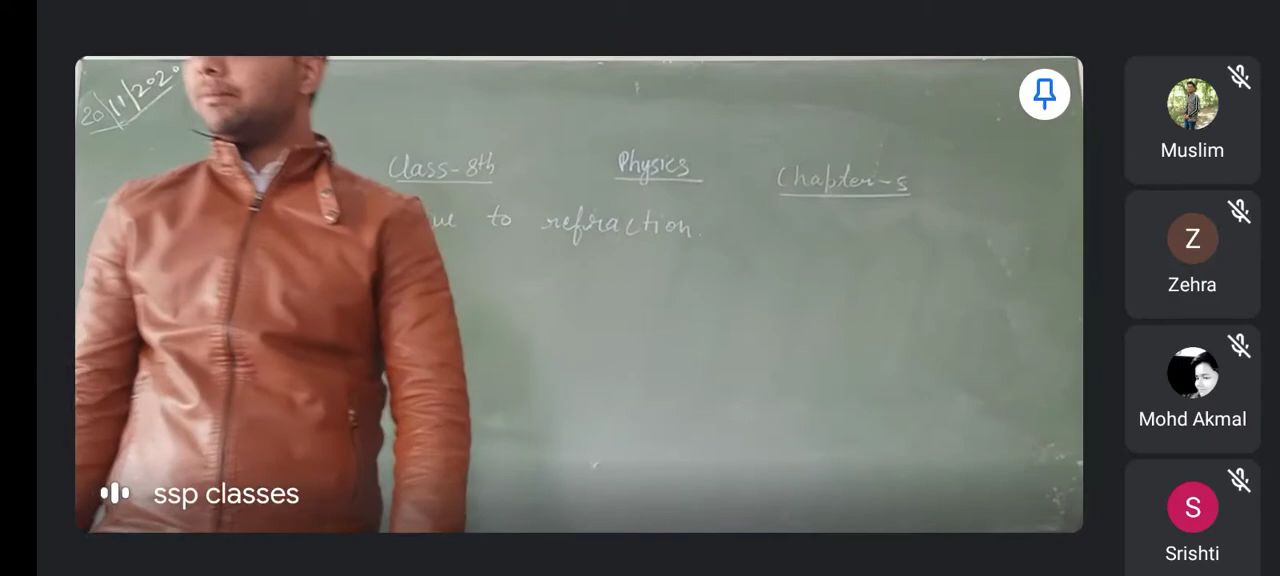 20/11/2020
Class-8th Physics Chapter-5
to refraction.
ssp classes
Muslim
Z
Zehra
Mohd Akmal
S
Srishti